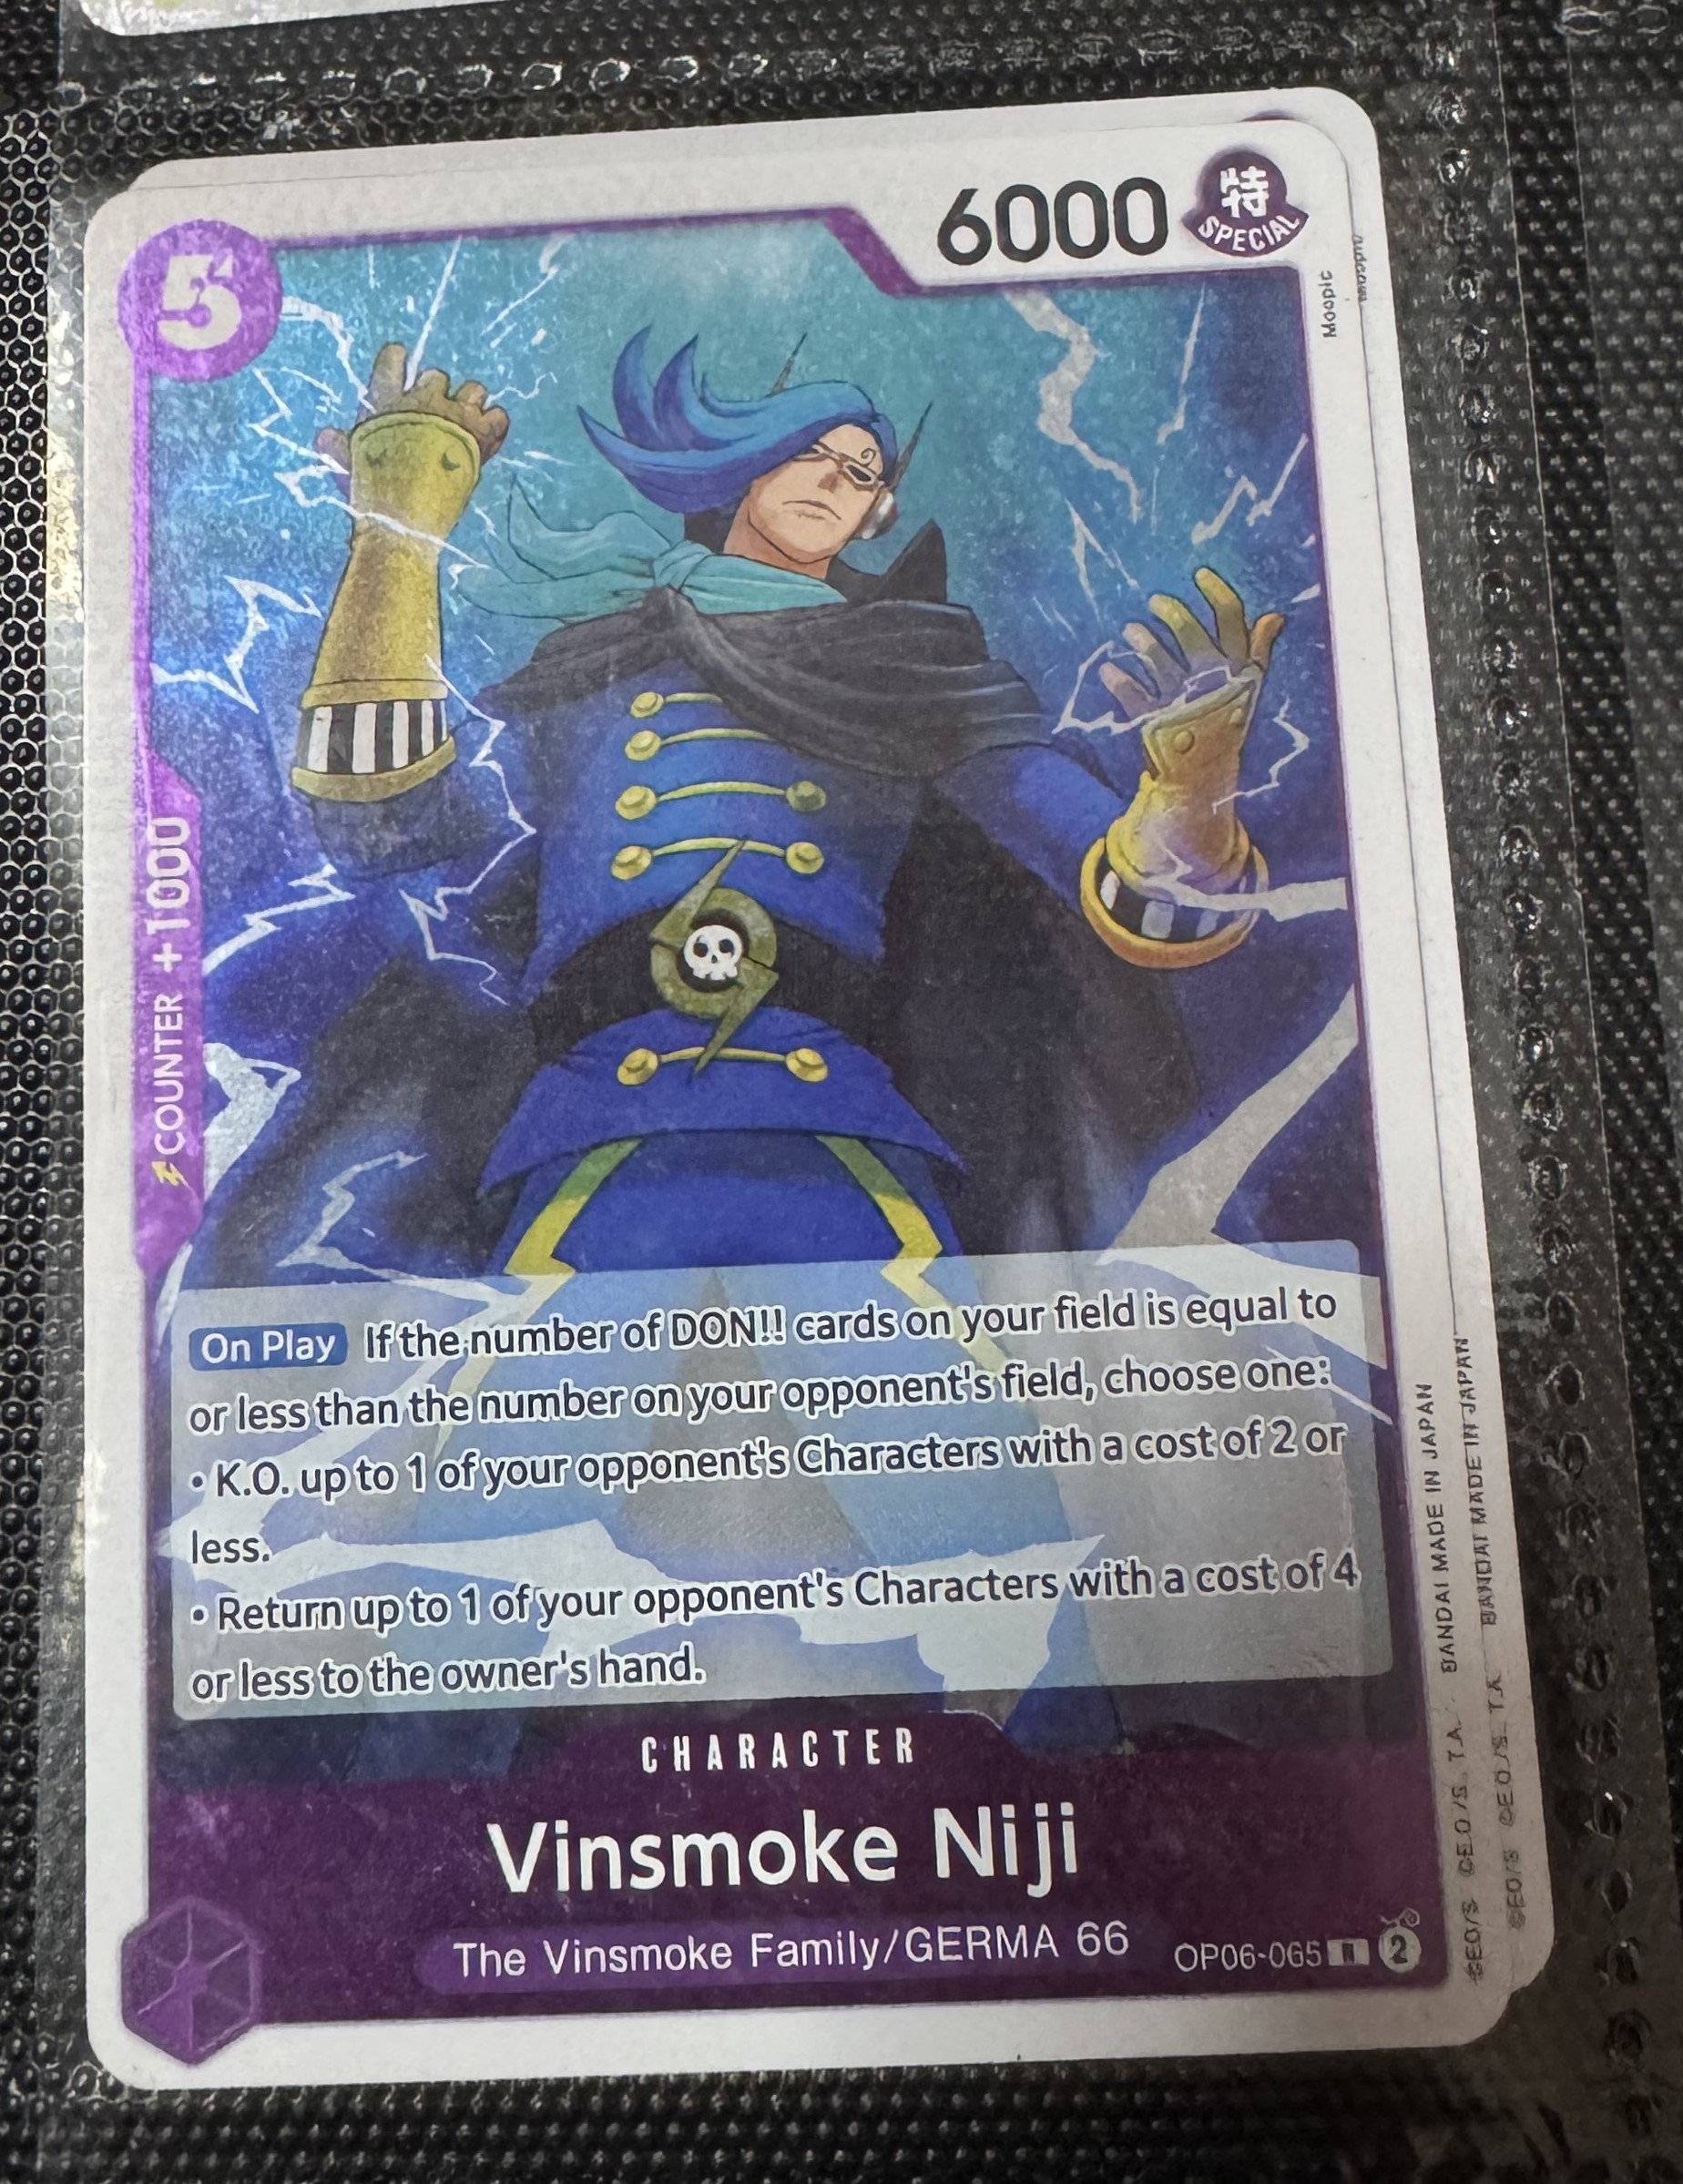 5
6000
特
SPECIAL
Moopic
Moopic
COUNTER +1000
On Play If the number of DON!! cards on your field is equal to
or less than the number on your opponent's field, choose one:
• K.O. up to 1 of your opponent's Characters with a cost of 2 or
less.
• Return up to 1 of your opponent's Characters with a cost of 4
or less to the owner's hand.
CHARACTER
Vinsmoke Niji
The Vinsmoke Family/GERMA 66
OP06-065 R 2
©EO/S, T.A. BANDAI MADE IN JAPAN
BANDAI MADE IN JAPAN